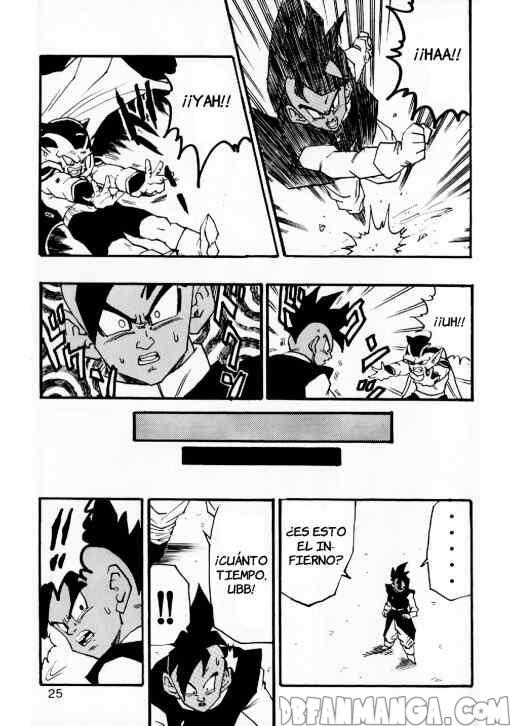 ¡¡HAA!!
¡¡YAH!!
¡¡UH!!
......
¿ES ESTO
EL IN-
FIERNO?
¡CUÁNTO
TIEMPO,
UBB!
!!
!!
25
DBFANMANGA.COM